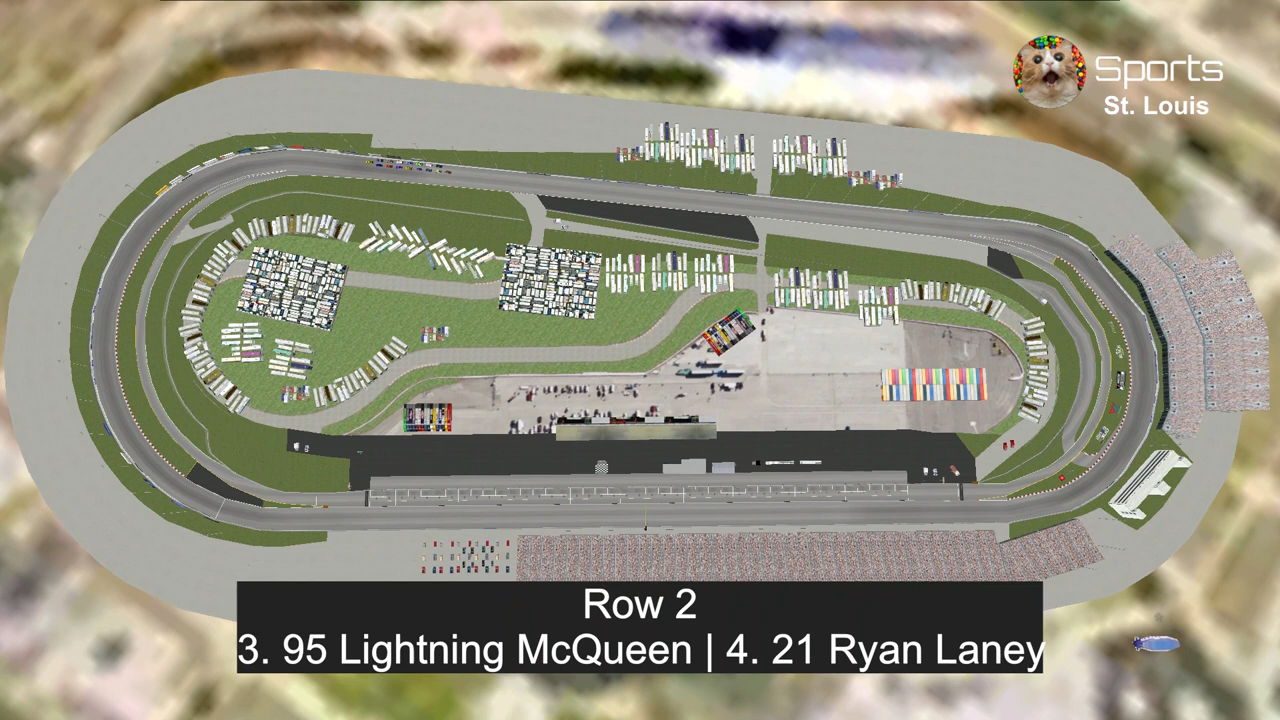 Sports
St. Louis
Row 2
3. 95 Lightning McQueen | 4. 21 Ryan Laney